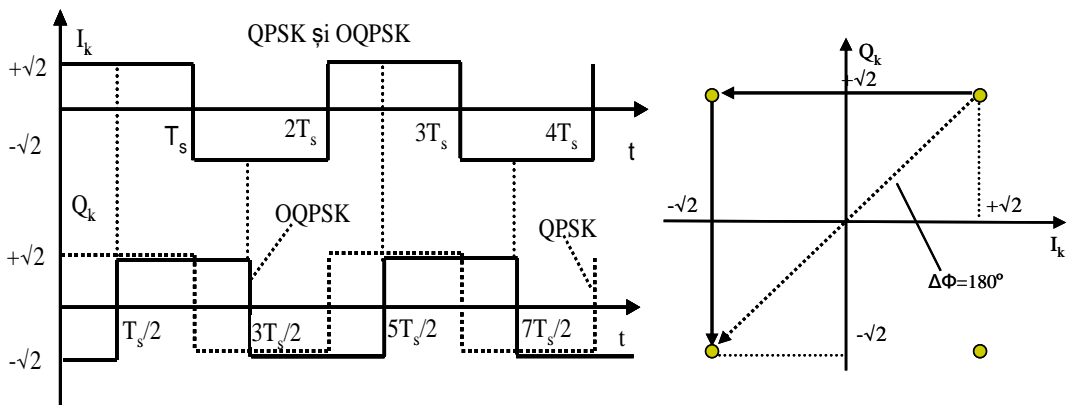 QPSK și OQPSK
I_k
+√2
T_s 2T_s 3T_s 4T_s
-√2
t
Q_k
OQPSK
QPSK
+√2
T_s/2 3T_s/2 5T_s/2 7T_s/2
t
-√2
Q_k
+√2
-√2
+√2
I_k
ΔΦ=180°
-√2